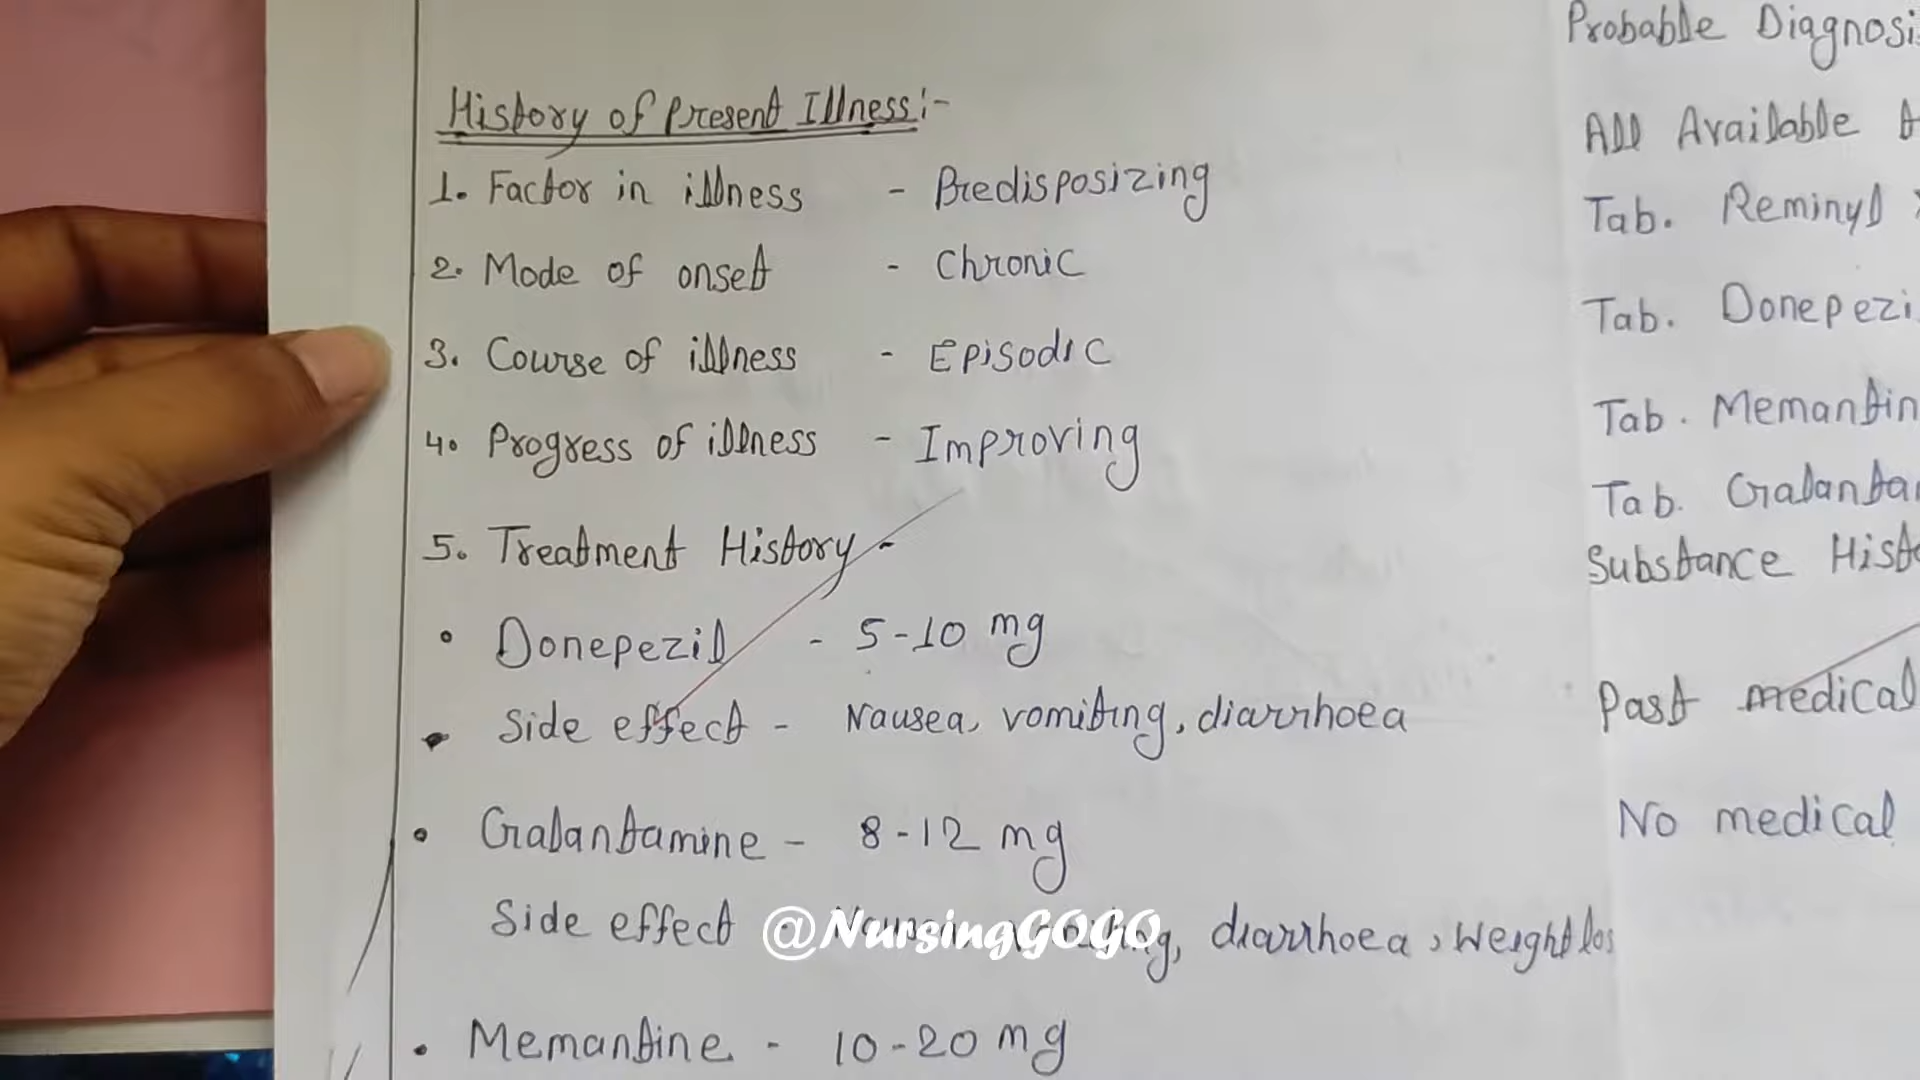 History of Present Illness:-
1. Factor in illness - Predisposizing
2. Mode of onset - Chronic
3. Course of illness - Episodic
4. Progress of illness - Improving
5. Treatment History -
• Donepezil - 5-10 mg
• Side effect - Nausea, vomiting, diarrhoea
• Galantamine - 8-12 mg
Side effect diarrhoea, Weight los
@NursingGOGO
• Memantine - 10-20 mg
Probable Diagnosi
All Available t
Tab. Reminyl
Tab. Donepezi
Tab. Memantin
Tab. Galantam
Substance Histo
Past medical
No medical